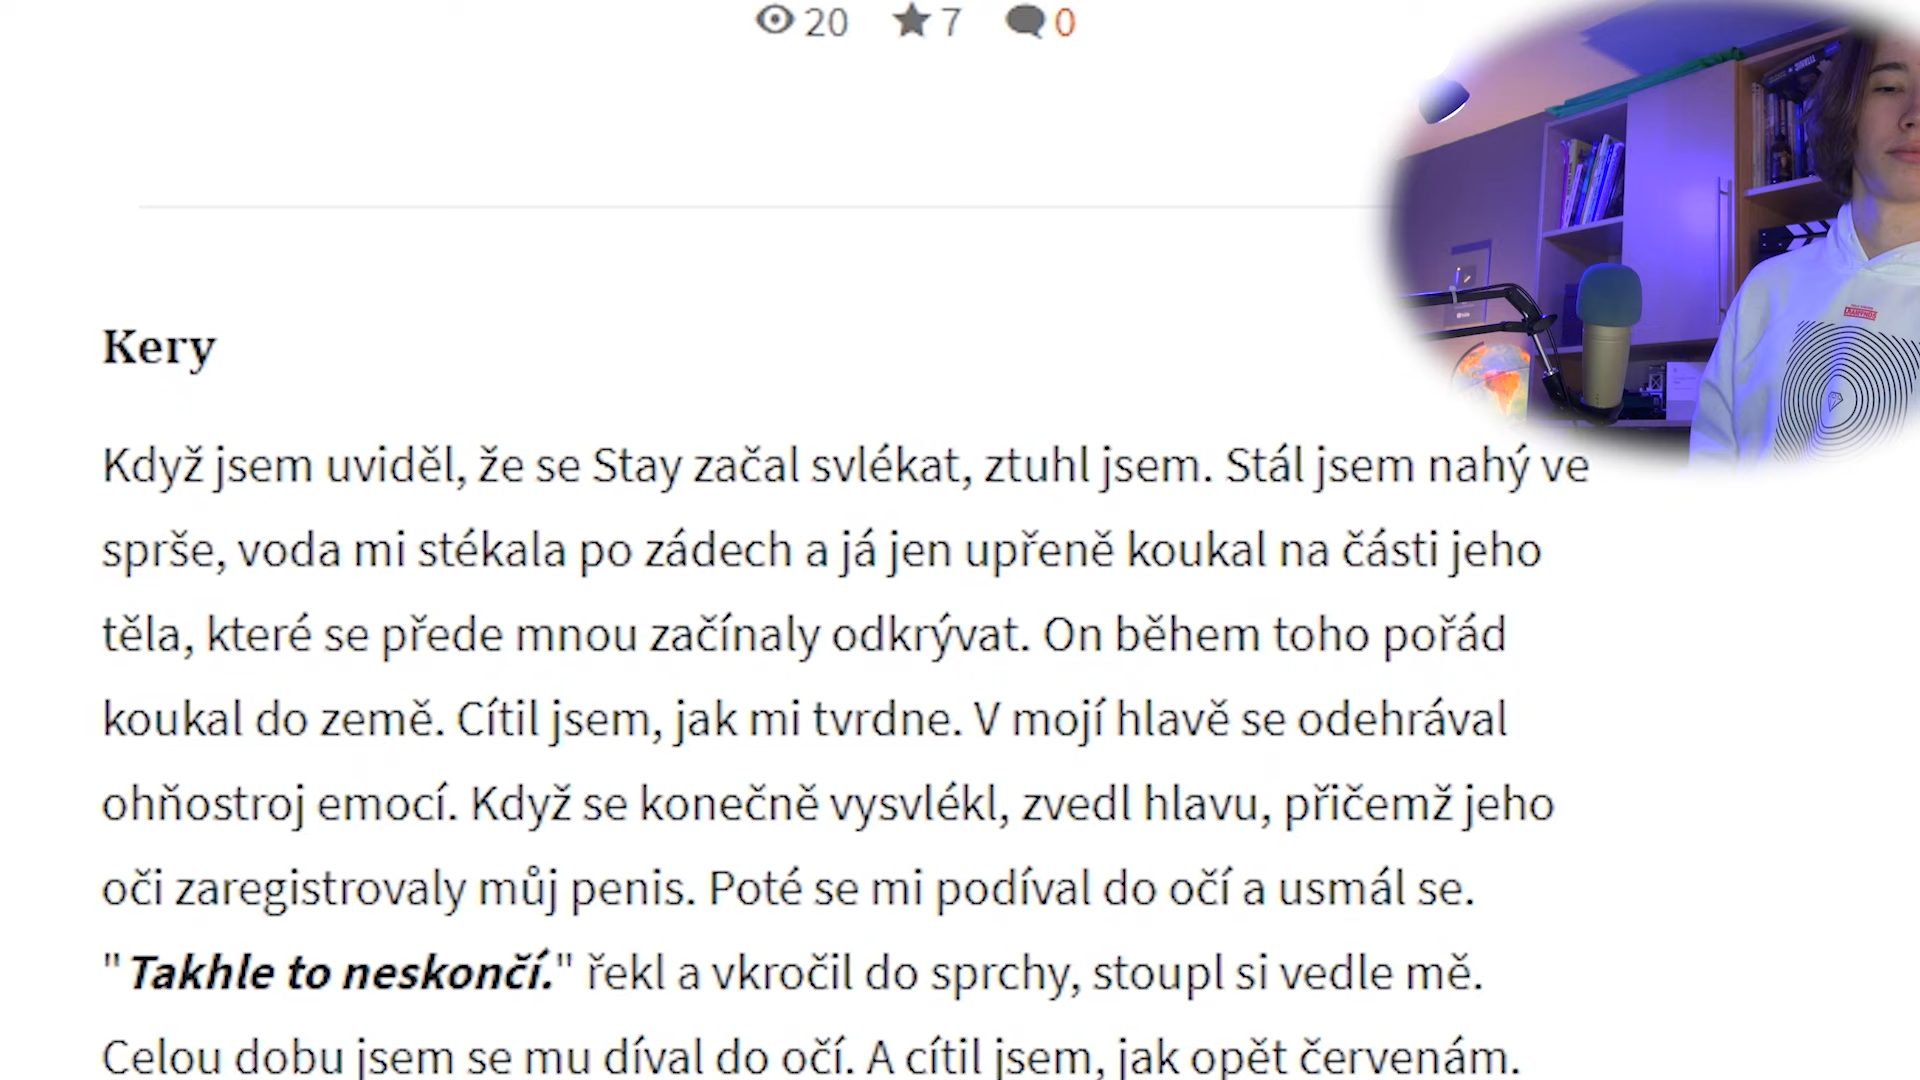 20 7 0
Kery
Když jsem uviděl, že se Stay začal svlékat, ztuhl jsem. Stál jsem nahý ve
sprše, voda mi stékala po zádech a já jen upřeně koukal na části jeho
těla, které se přede mnou začínaly odkrývat. On během toho pořád
koukal do země. Cítil jsem, jak mi tvrdne. V mojí hlavě se odehrával
ohňostroj emocí. Když se konečně vysvlékl, zvedl hlavu, přičemž jeho
oči zaregistrovaly můj penis. Poté se mi podíval do očí a usmál se.
"Takhle to neskončí." řekl a vkročil do sprchy, stoupl si vedle mě.
Celou dobu jsem se mu díval do očí. A cítil jsem, jak opět červenám.